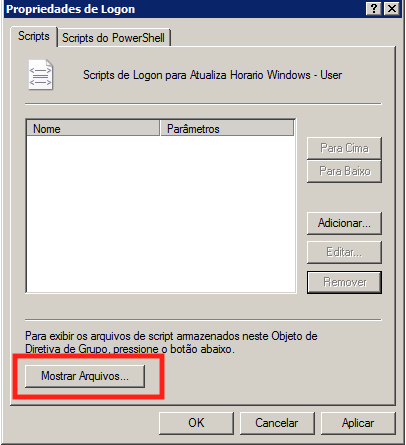 Propriedades de Logon
Scripts
Scripts do PowerShell
Scripts de Logon para Atualiza Horario Windows - User
Nome
Parâmetros
Para Cima
Para Baixo
Adicionar...
Editar...
Remover
Para exibir os arquivos de script armazenados neste Objeto de
Diretiva de Grupo, pressione o botão abaixo.
Mostrar Arquivos...
OK
Cancelar
Aplicar